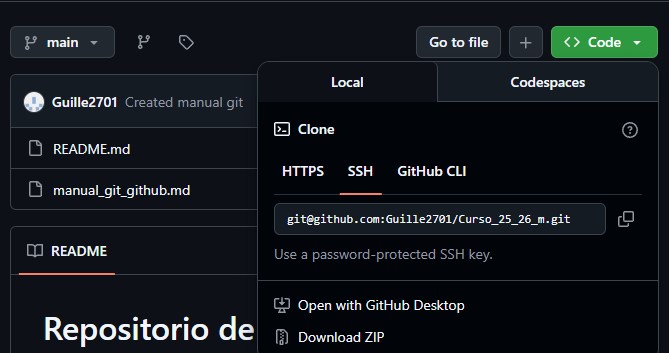 main
Go to file
Code
Local
Codespaces
Guille2701 Created manual git
Clone
README.md
HTTPS
SSH
GitHub CLI
manual_git_github.md
git@github.com:Guille2701/Curso_25_26_m.git
README
Use a password-protected SSH key.
Open with GitHub Desktop
Repositorio de
Download ZIP